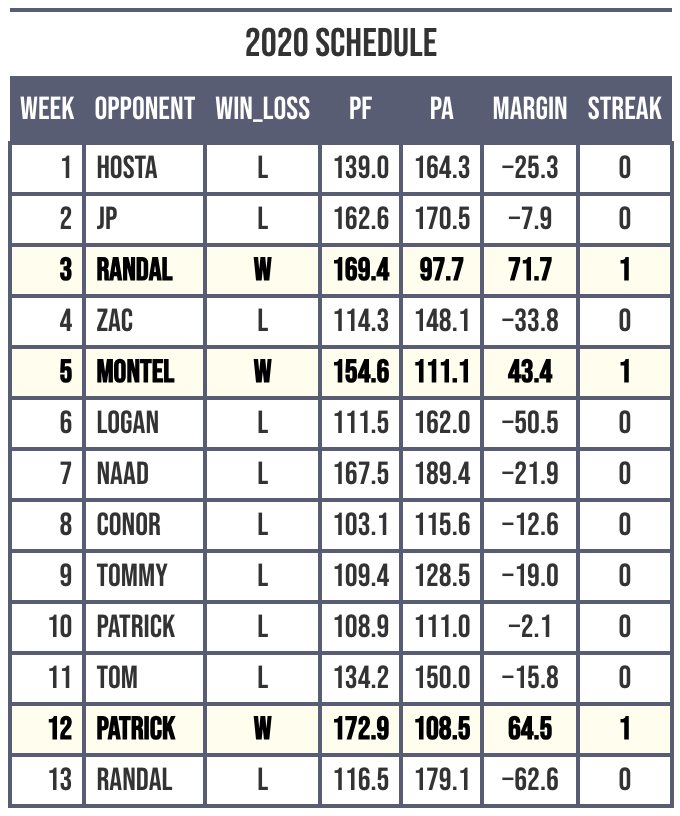 2020 SCHEDULE
WEEK OPPONENT WIN_LOSS PF PA MARGIN STREAK
1 HOSTA L 139.0 164.3 −25.3 0
2 JP L 162.6 170.5 −7.9 0
3 RANDAL W 169.4 97.7 71.7 1
4 ZAC L 114.3 148.1 −33.8 0
5 MONTEL W 154.6 111.1 43.4 1
6 LOGAN L 111.5 162.0 −50.5 0
7 NAAD L 167.5 189.4 −21.9 0
8 CONOR L 103.1 115.6 −12.6 0
9 TOMMY L 109.4 128.5 −19.0 0
10 PATRICK L 108.9 111.0 −2.1 0
11 TOM L 134.2 150.0 −15.8 0
12 PATRICK W 172.9 108.5 64.5 1
13 RANDAL L 116.5 179.1 −62.6 0